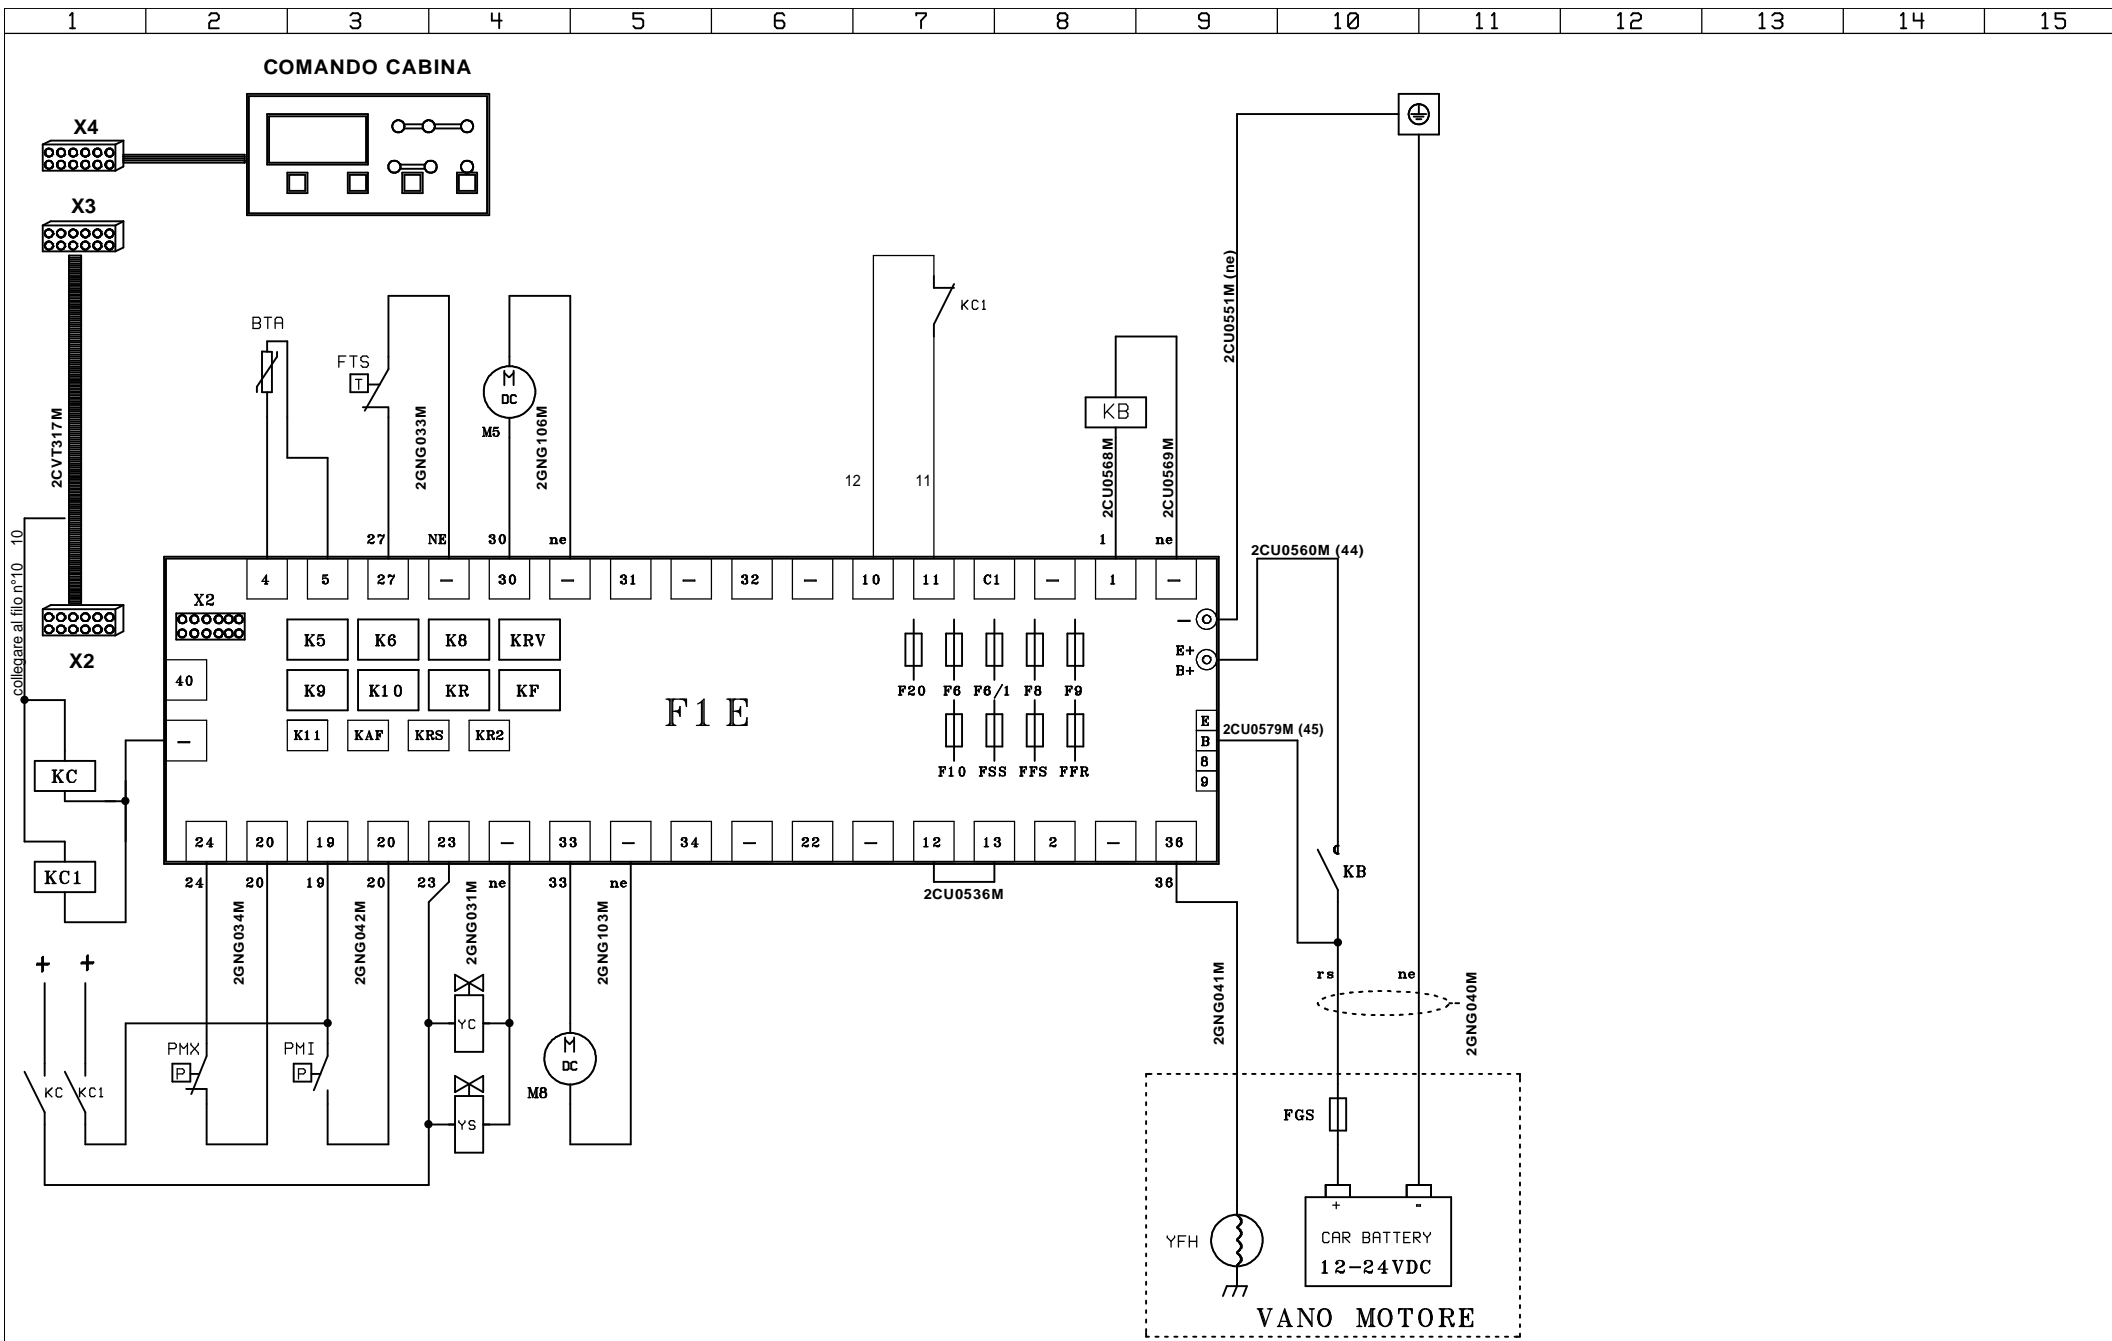 1 2 3 4 5 6 7 8 9 10 11 12 13 14 15
COMANDO CABINA
X4
X3
2CVT317M
collegare al filo n°10 10
X2
BTA
FTS
T
2GNG033M
M
DC
M5
2GNG106M
12
11
KC1
KB
2CU0568M
2CU0569M
2CU0551M (ne)
27 NE 30 ne 1 ne
2CU0560M (44)
4 5 27 – 30 – 31 – 32 – 10 11 C1 – 1 –
X2
K5 K6 K8 KRV
–
E+
B+
40
K9 K10 KR KF
F20 F6 F6/1 F8 F9
F1E
–
K11 KAF KRS KR2
E
B
8
9
2CU0579M (45)
F10 FSS FFS FFR
KC
KC1
24 20 19 20 23 – 33 – 34 – 22 – 12 13 2 – 36
24 20 19 20 23 ne 33 ne 36
2CU0536M
KB
2GNG034M
2GNG042M
2GNG031M
2GNG103M
2GNG041M
+ +
rs ne
2GNG040M
KC KC1
PMX
P
PMI
P
YC
YS
M
DC
M8
FGS
+ -
YFH
CAR BATTERY
12-24VDC
VANO MOTORE